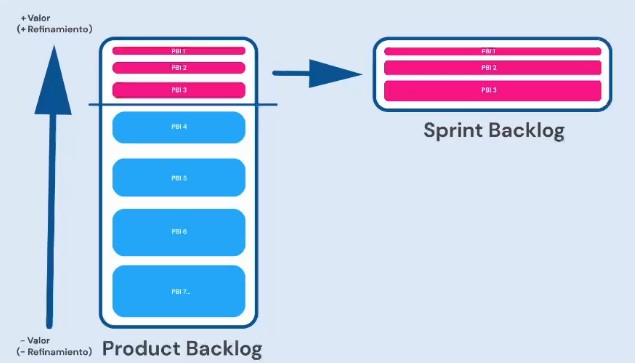 + Valor
(+ Refinamiento)
PBI 1
PBI 2
PBI 3
PBI 4
PBI 5
PBI 6
PBI 7...
- Valor
(- Refinamiento)
Product Backlog
PBI 1
PBI 2
PBI 3
Sprint Backlog